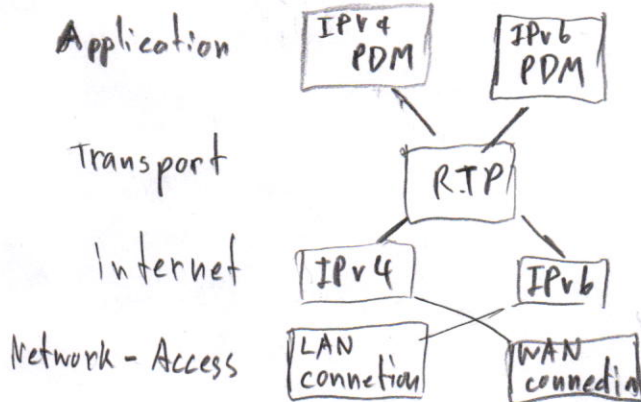 Application
IPv4
PDM
IPv6
PDM
Transport
RTP
Internet
IPv4
IPv6
Network-Access
LAN
connetion
WAN
connection